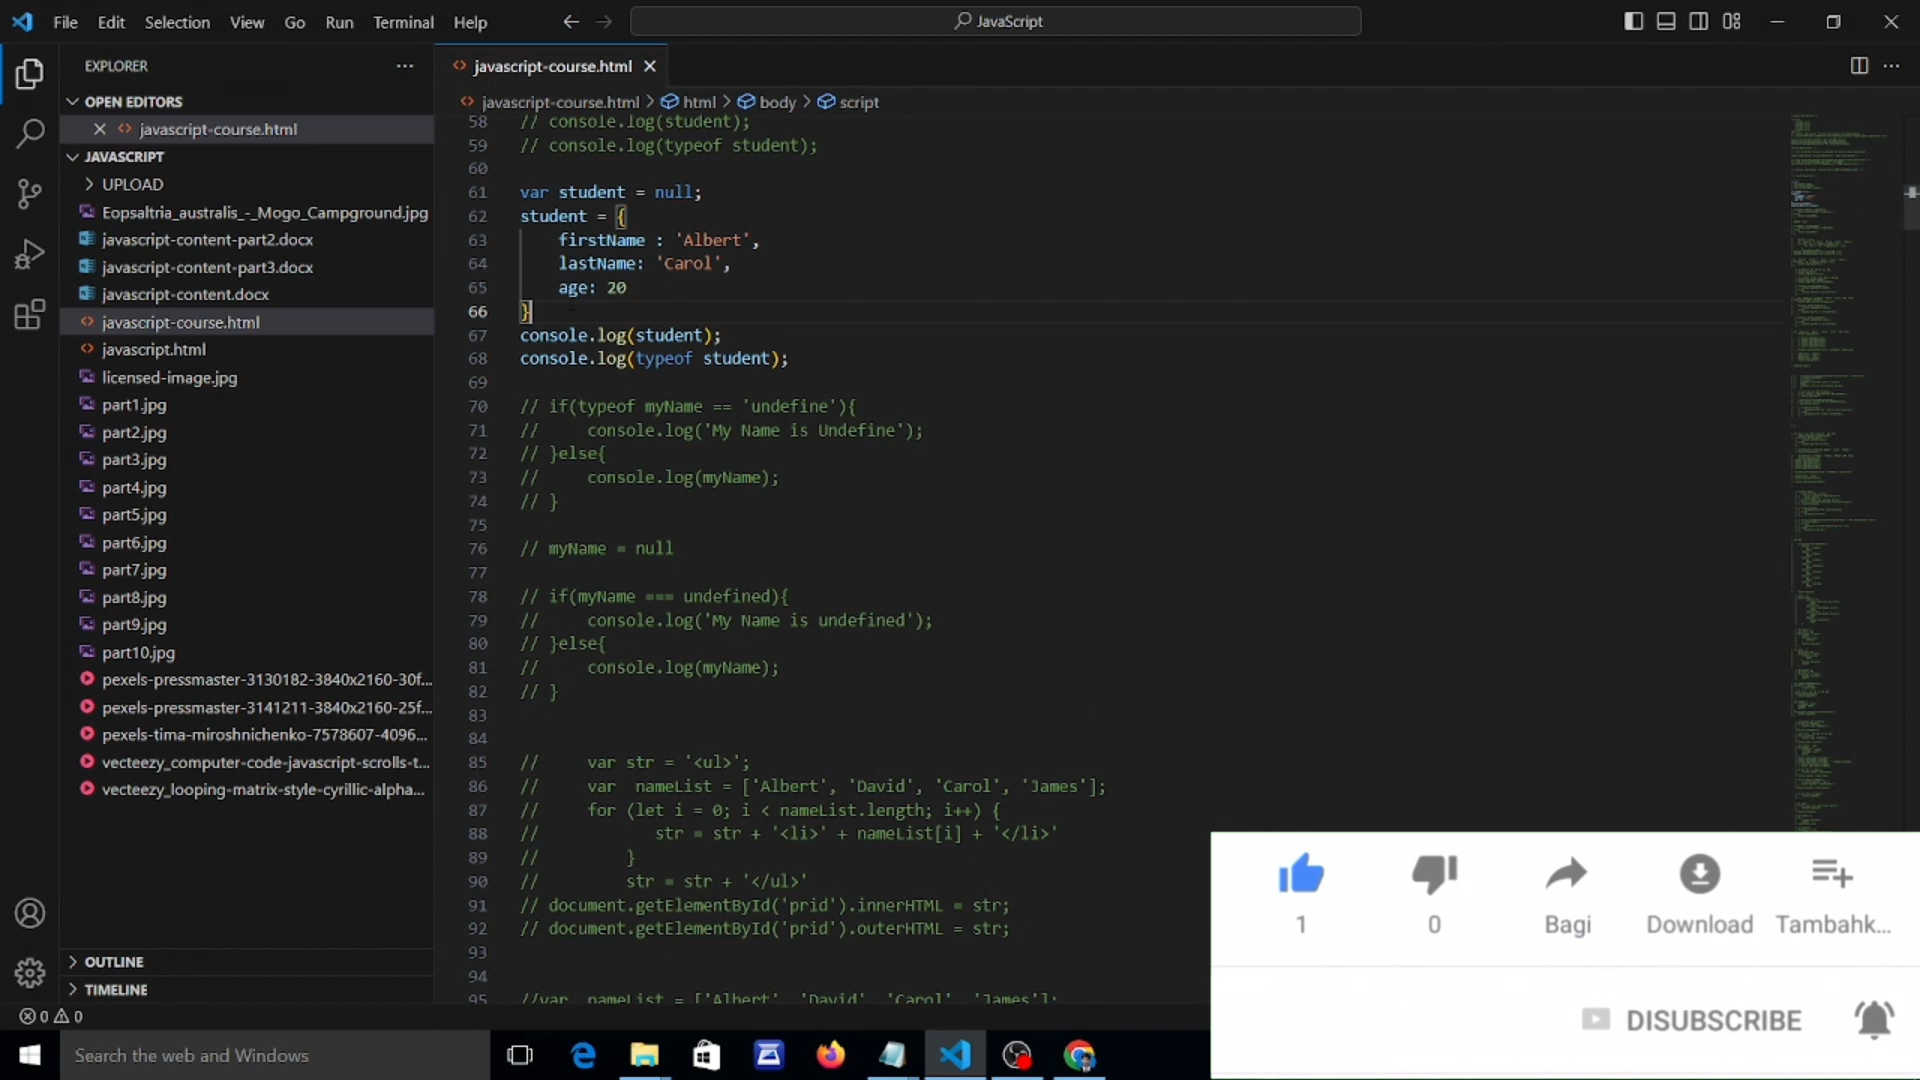 File Edit Selection View Go Run Terminal Help
JavaScript
EXPLORER
OPEN EDITORS
javascript-course.html
JAVASCRIPT
UPLOAD
Eopsaltria_australis_-_Mogo_Campground.jpg
javascript-content-part2.docx
javascript-content-part3.docx
javascript-content.docx
javascript-course.html
javascript.html
licensed-image.jpg
part1.jpg
part2.jpg
part3.jpg
part4.jpg
part5.jpg
part6.jpg
part7.jpg
part8.jpg
part9.jpg
part10.jpg
pexels-pressmaster-3130182-3840x2160-30f...
pexels-pressmaster-3141211-3840x2160-25f...
pexels-tima-miroshnichenko-7578607-4096...
vecteezy_computer-code-javascript-scrolls-t...
vecteezy_looping-matrix-style-cyrillic-alpha...
OUTLINE
TIMELINE
0 0
javascript-course.html
javascript-course.html > html > body > script
58 // console.log(student);
59 // console.log(typeof student);
60
61 var student = null;
62 student = {
63 firstName : 'Albert',
64 lastName: 'Carol',
65 age: 20
66 }
67 console.log(student);
68 console.log(typeof student);
69
70 // if(typeof myName == 'undefine'){
71 // console.log('My Name is Undefine');
72 // }else{
73 // console.log(myName);
74 // }
75
76 // myName = null
77
78 // if(myName === undefined){
79 // console.log('My Name is undefined');
80 // }else{
81 // console.log(myName);
82 // }
83
84
85 // var str = '<ul>';
86 // var nameList = ['Albert', 'David', 'Carol', 'James'];
87 // for (let i = 0; i < nameList.length; i++) {
88 // str = str + '<li>' + nameList[i] + '</li>'
89 // }
90 // str = str + '</ul>'
91 // document.getElementById('prid').innerHTML = str;
92 // document.getElementById('prid').outerHTML = str;
93
94
95 //var nameList = ['Albert', 'David', 'Carol', 'James'];
1 0 Bagi Download Tambahk...
DISUBSCRIBE
Search the web and Windows